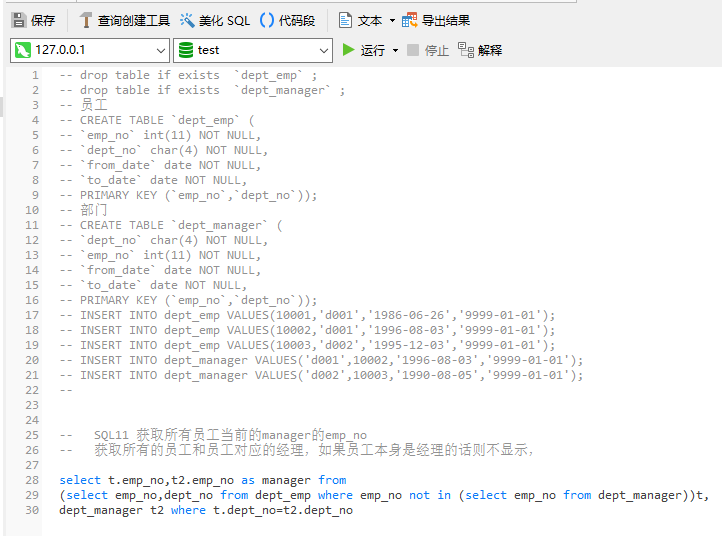 保存 查询创建工具 美化 SQL 代码段 文本 导出结果
127.0.0.1 test 运行 停止 解释
1 -- drop table if exists  `dept_emp` ;
2 -- drop table if exists  `dept_manager` ;
3 -- 员工
4 -- CREATE TABLE `dept_emp` (
5 -- `emp_no` int(11) NOT NULL,
6 -- `dept_no` char(4) NOT NULL,
7 -- `from_date` date NOT NULL,
8 -- `to_date` date NOT NULL,
9 -- PRIMARY KEY (`emp_no`,`dept_no`));
10 -- 部门
11 -- CREATE TABLE `dept_manager` (
12 -- `dept_no` char(4) NOT NULL,
13 -- `emp_no` int(11) NOT NULL,
14 -- `from_date` date NOT NULL,
15 -- `to_date` date NOT NULL,
16 -- PRIMARY KEY (`emp_no`,`dept_no`));
17 -- INSERT INTO dept_emp VALUES(10001,'d001','1986-06-26','9999-01-01');
18 -- INSERT INTO dept_emp VALUES(10002,'d001','1996-08-03','9999-01-01');
19 -- INSERT INTO dept_emp VALUES(10003,'d002','1995-12-03','9999-01-01');
20 -- INSERT INTO dept_manager VALUES('d001',10002,'1996-08-03','9999-01-01');
21 -- INSERT INTO dept_manager VALUES('d002',10003,'1990-08-05','9999-01-01');
22 --
23
24
25 --   SQL11 获取所有员工当前的manager的emp_no
26 --   获取所有的员工和员工对应的经理，如果员工本身是经理的话则不显示，
27
28 select t.emp_no,t2.emp_no as manager from
29 (select emp_no,dept_no from dept_emp where emp_no not in (select emp_no from dept_manager))t,
30 dept_manager t2 where t.dept_no=t2.dept_no